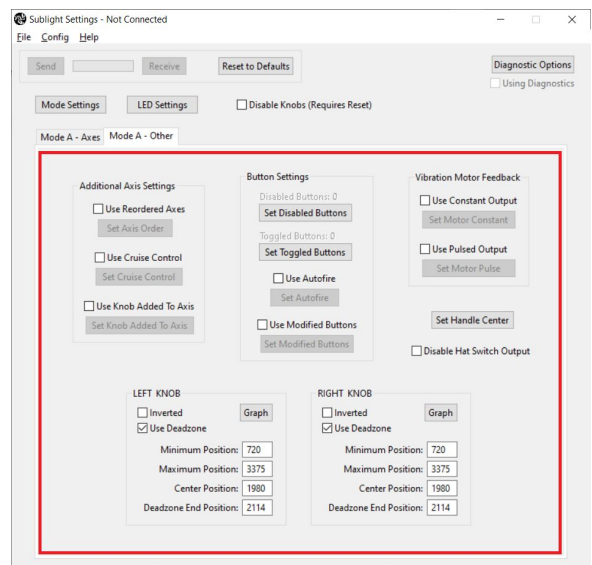 Sublight Settings - Not Connected
File Config Help
Send Receive Reset to Defaults Diagnostic Options
Using Diagnostics
Mode Settings LED Settings Disable Knobs (Requires Reset)
Mode A - Axes Mode A - Other
Additional Axis Settings
Use Reordered Axes
Set Axis Order
Use Cruise Control
Set Cruise Control
Use Knob Added To Axis
Set Knob Added To Axis
Button Settings
Disabled Buttons: 0
Set Disabled Buttons
Toggled Buttons: 0
Set Toggled Buttons
Use Autofire
Set Autofire
Use Modified Buttons
Set Modified Buttons
Vibration Motor Feedback
Use Constant Output
Set Motor Constant
Use Pulsed Output
Set Motor Pulse
Set Handle Center
Disable Hat Switch Output
LEFT KNOB
Inverted Graph
Use Deadzone
Minimum Position: 720
Maximum Position: 3375
Center Position: 1980
Deadzone End Position: 2114
RIGHT KNOB
Inverted Graph
Use Deadzone
Minimum Position: 720
Maximum Position: 3375
Center Position: 1980
Deadzone End Position: 2114